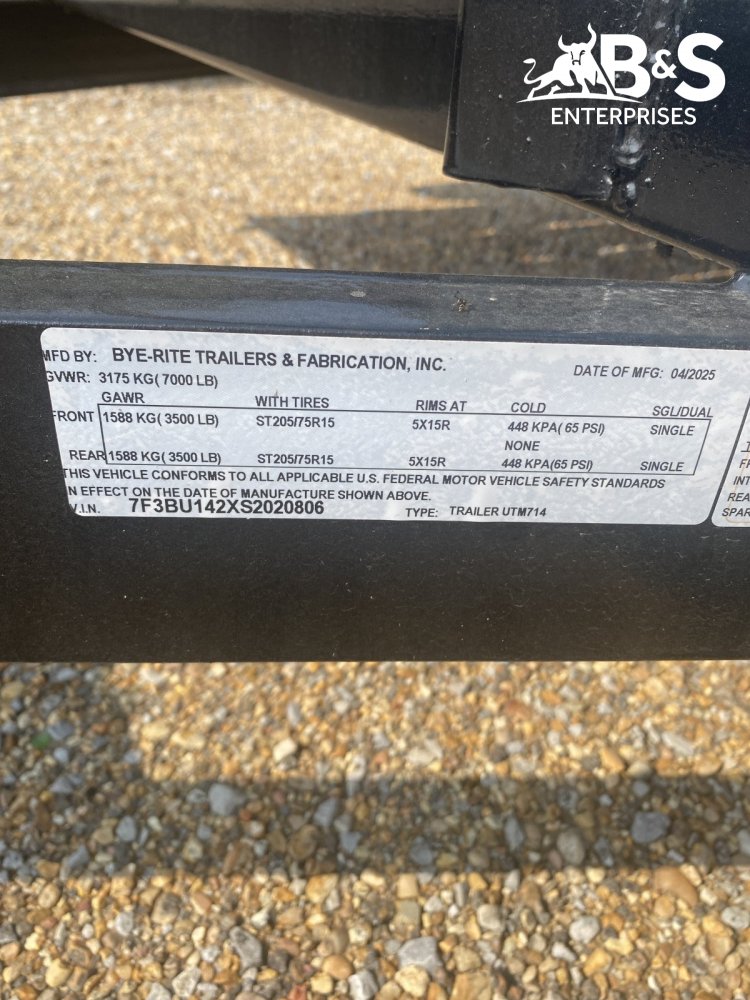 B&S
ENTERPRISES
MFD BY: BYE-RITE TRAILERS & FABRICATION, INC.
DATE OF MFG: 04/2025
GVWR: 3175 KG( 7000 LB)
GAWR WITH TIRES RIMS AT COLD SGL/DUAL
FRONT 1588 KG( 3500 LB) ST205/75R15 5X15R 448 KPA( 65 PSI) SINGLE
NONE
REAR 1588 KG( 3500 LB) ST205/75R15 5X15R 448 KPA(65 PSI) SINGLE
THIS VEHICLE CONFORMS TO ALL APPLICABLE U.S. FEDERAL MOTOR VEHICLE SAFETY STANDARDS
IN EFFECT ON THE DATE OF MANUFACTURE SHOWN ABOVE.
V.I.N. 7F3BU142XS2020806 TYPE: TRAILER UTM714